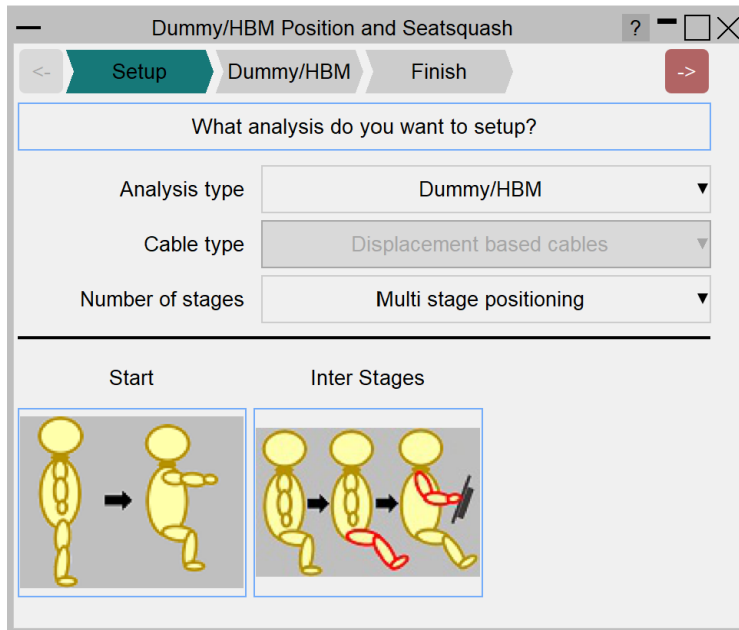 Dummy/HBM Position and Seatsquash ?
<- Setup Dummy/HBM Finish ->
What analysis do you want to setup?
Analysis type Dummy/HBM
Cable type Displacement based cables
Number of stages Multi stage positioning
Start Inter Stages